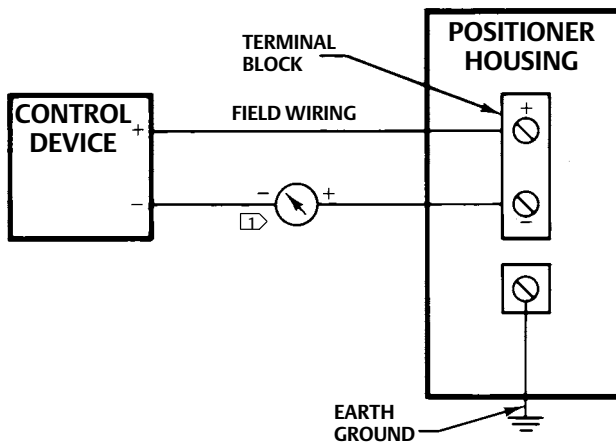 POSITIONER
HOUSING
TERMINAL
BLOCK
CONTROL
DEVICE
FIELD WIRING
+
+
−
−
+
−
1
EARTH
GROUND